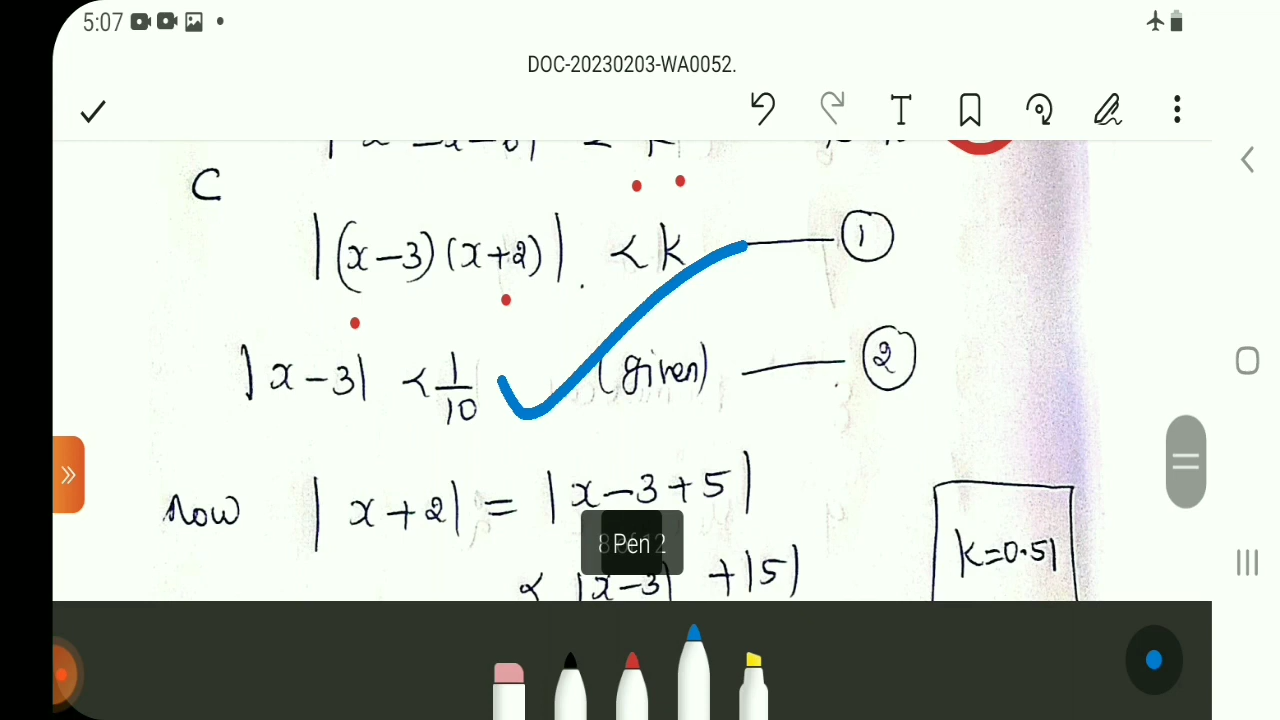 5:07
DOC-20230203-WA0052.
C
|(x-3)(x+2)| < k —— ①
|x-3| < 1/10 (given) —— ②
Now |x+2| = |x-3+5|
Pen 2
< |x-3| + |5|
K=0.51